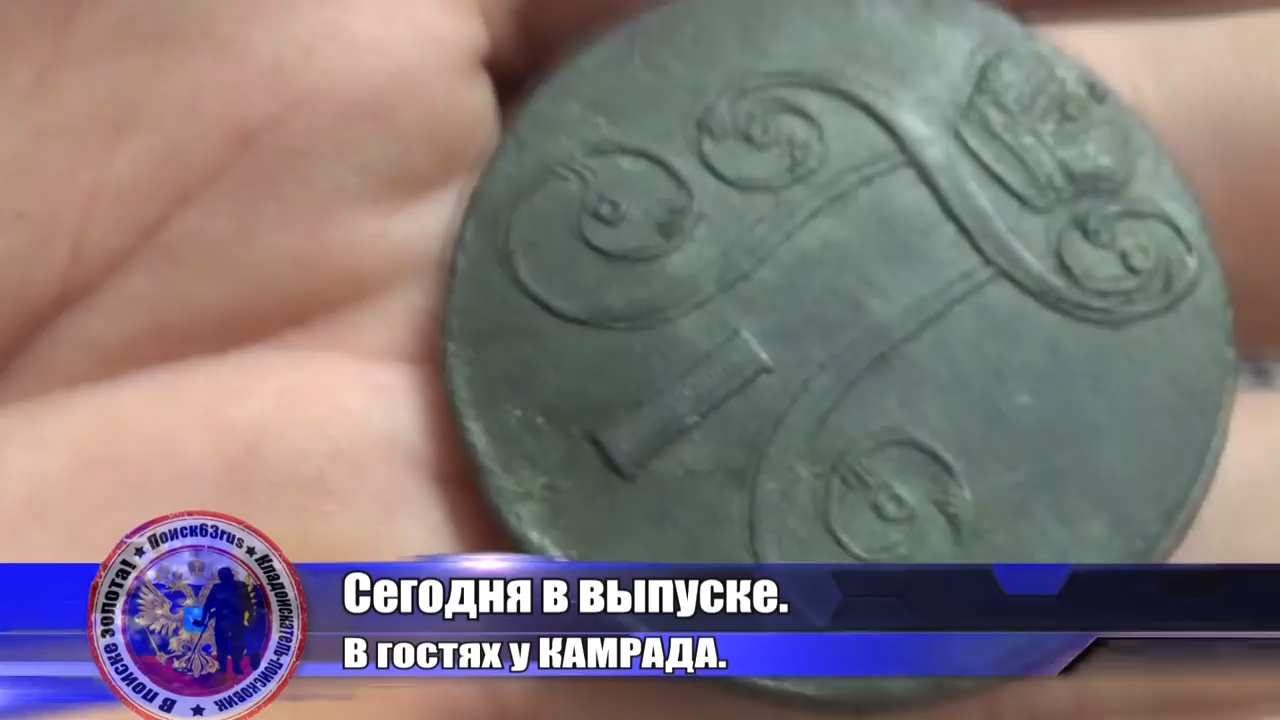 Сегодня в выпуске.
В гостях у КАМРАДА.
В поиске золота! ★ Поиск63rus ★ Кладоискатель-поисковик ★
I